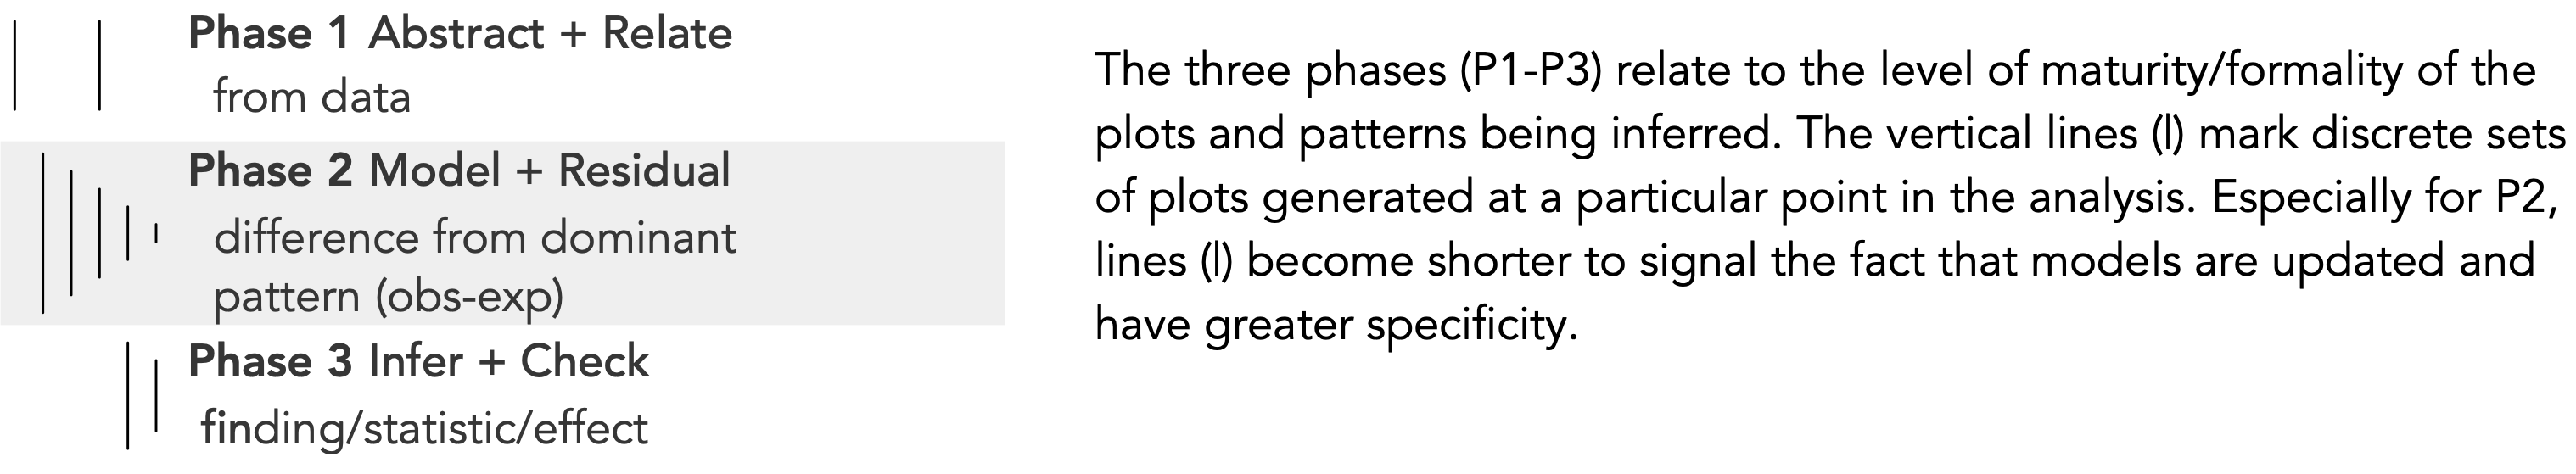 Phase 1 Abstract + Relate
from data
Phase 2 Model + Residual
difference from dominant
pattern (obs-exp)
Phase 3 Infer + Check
finding/statistic/effect
The three phases (P1-P3) relate to the level of maturity/formality of the
plots and patterns being inferred. The vertical lines (|) mark discrete sets
of plots generated at a particular point in the analysis. Especially for P2,
lines (|) become shorter to signal the fact that models are updated and
have greater specificity.